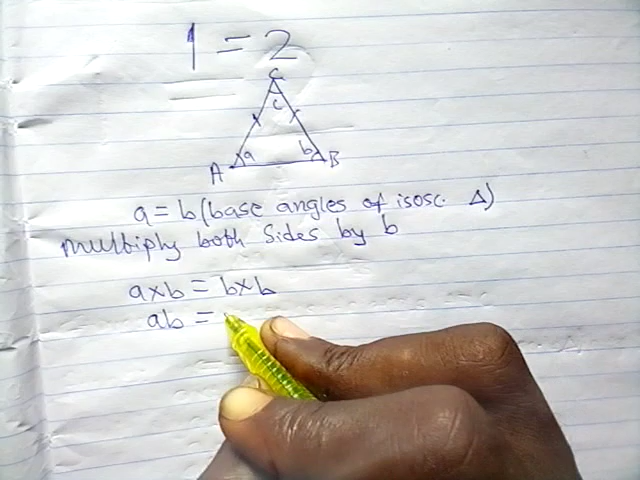 1 = 2
C
c
a
b
A
B
a = b (base angles of isosc. Δ)
multiply both sides by b
a×b = b×b
ab =